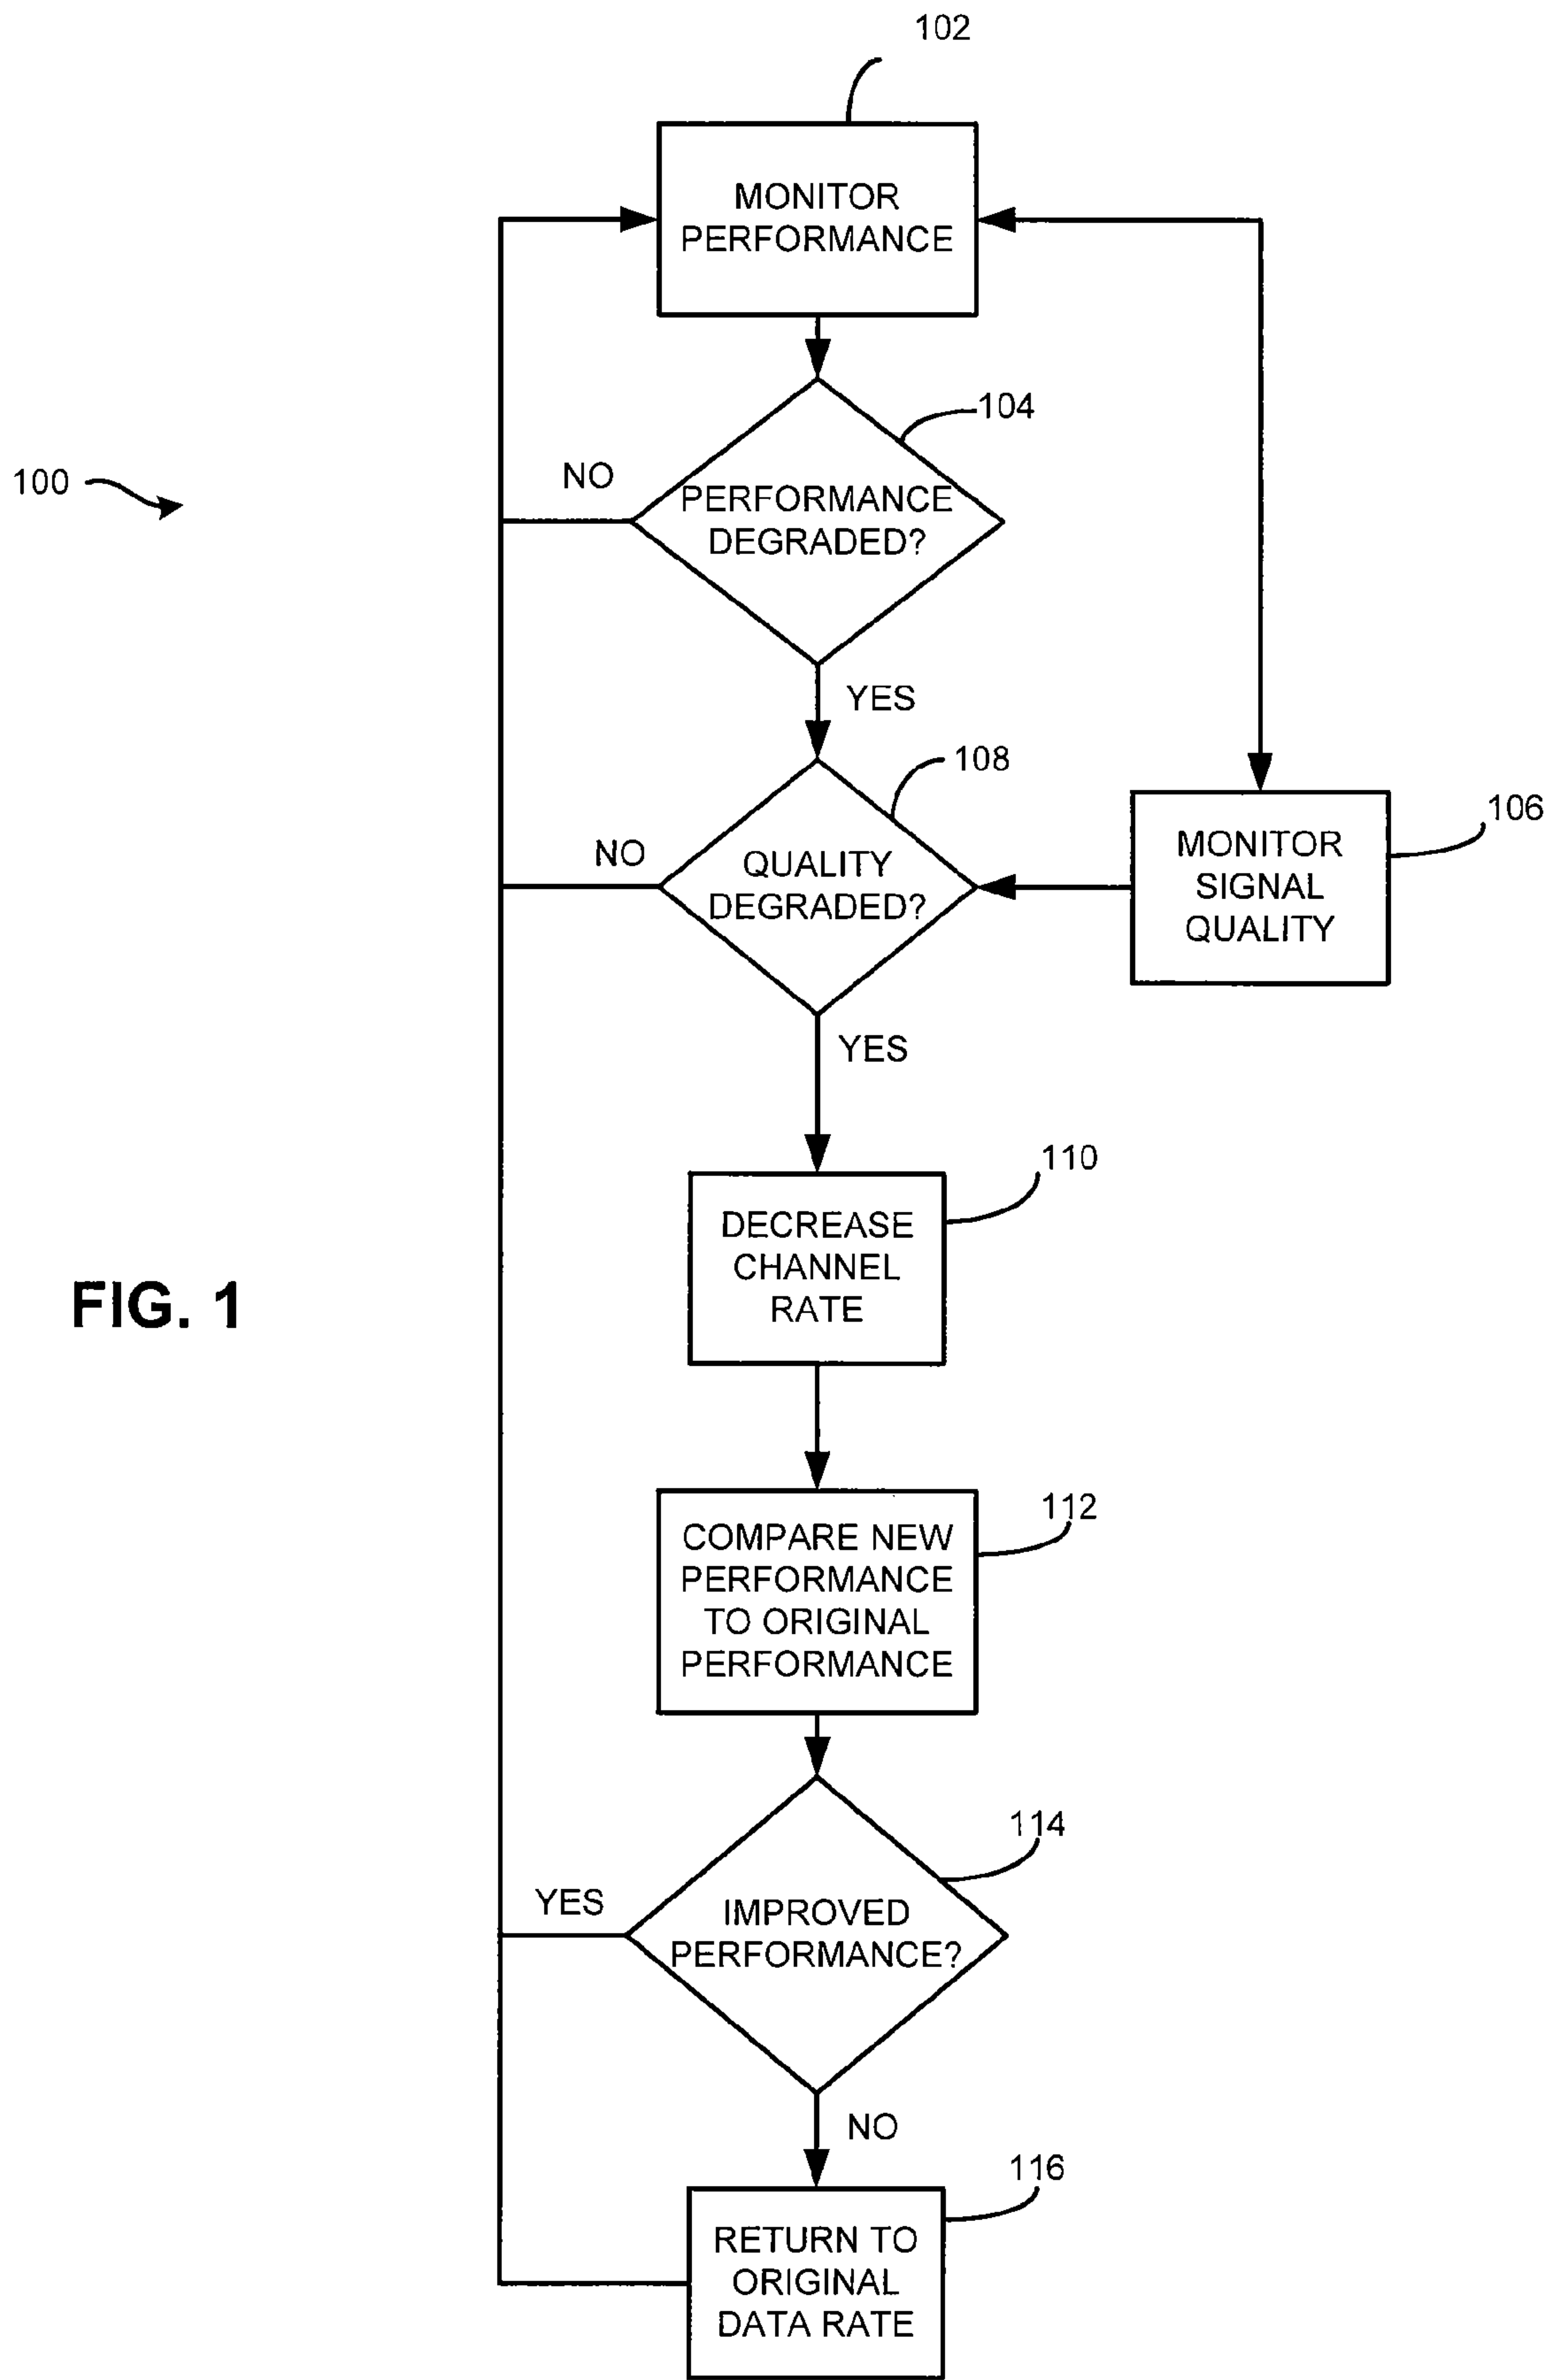 102
MONITOR
PERFORMANCE
104
100
NO
PERFORMANCE
DEGRADED?
YES
108
106
NO
QUALITY
DEGRADED?
MONITOR
SIGNAL
QUALITY
YES
110
DECREASE
CHANNEL
RATE
FIG. 1
112
COMPARE NEW
PERFORMANCE
TO ORIGINAL
PERFORMANCE
114
YES
IMPROVED
PERFORMANCE?
NO
116
RETURN TO
ORIGINAL
DATA RATE